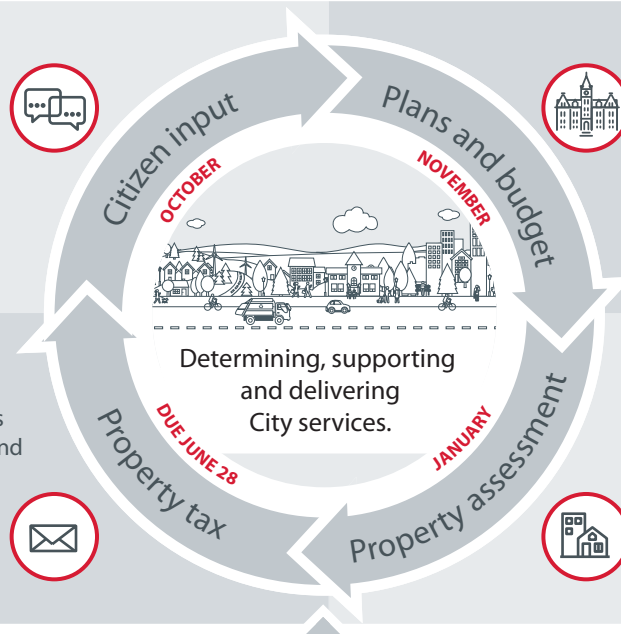 Citizen input
OCTOBER
Plans and budget
NOVEMBER
Determining, supporting
and delivering
City services.
Property assessment
JANUARY
Property tax
DUE JUNE 28